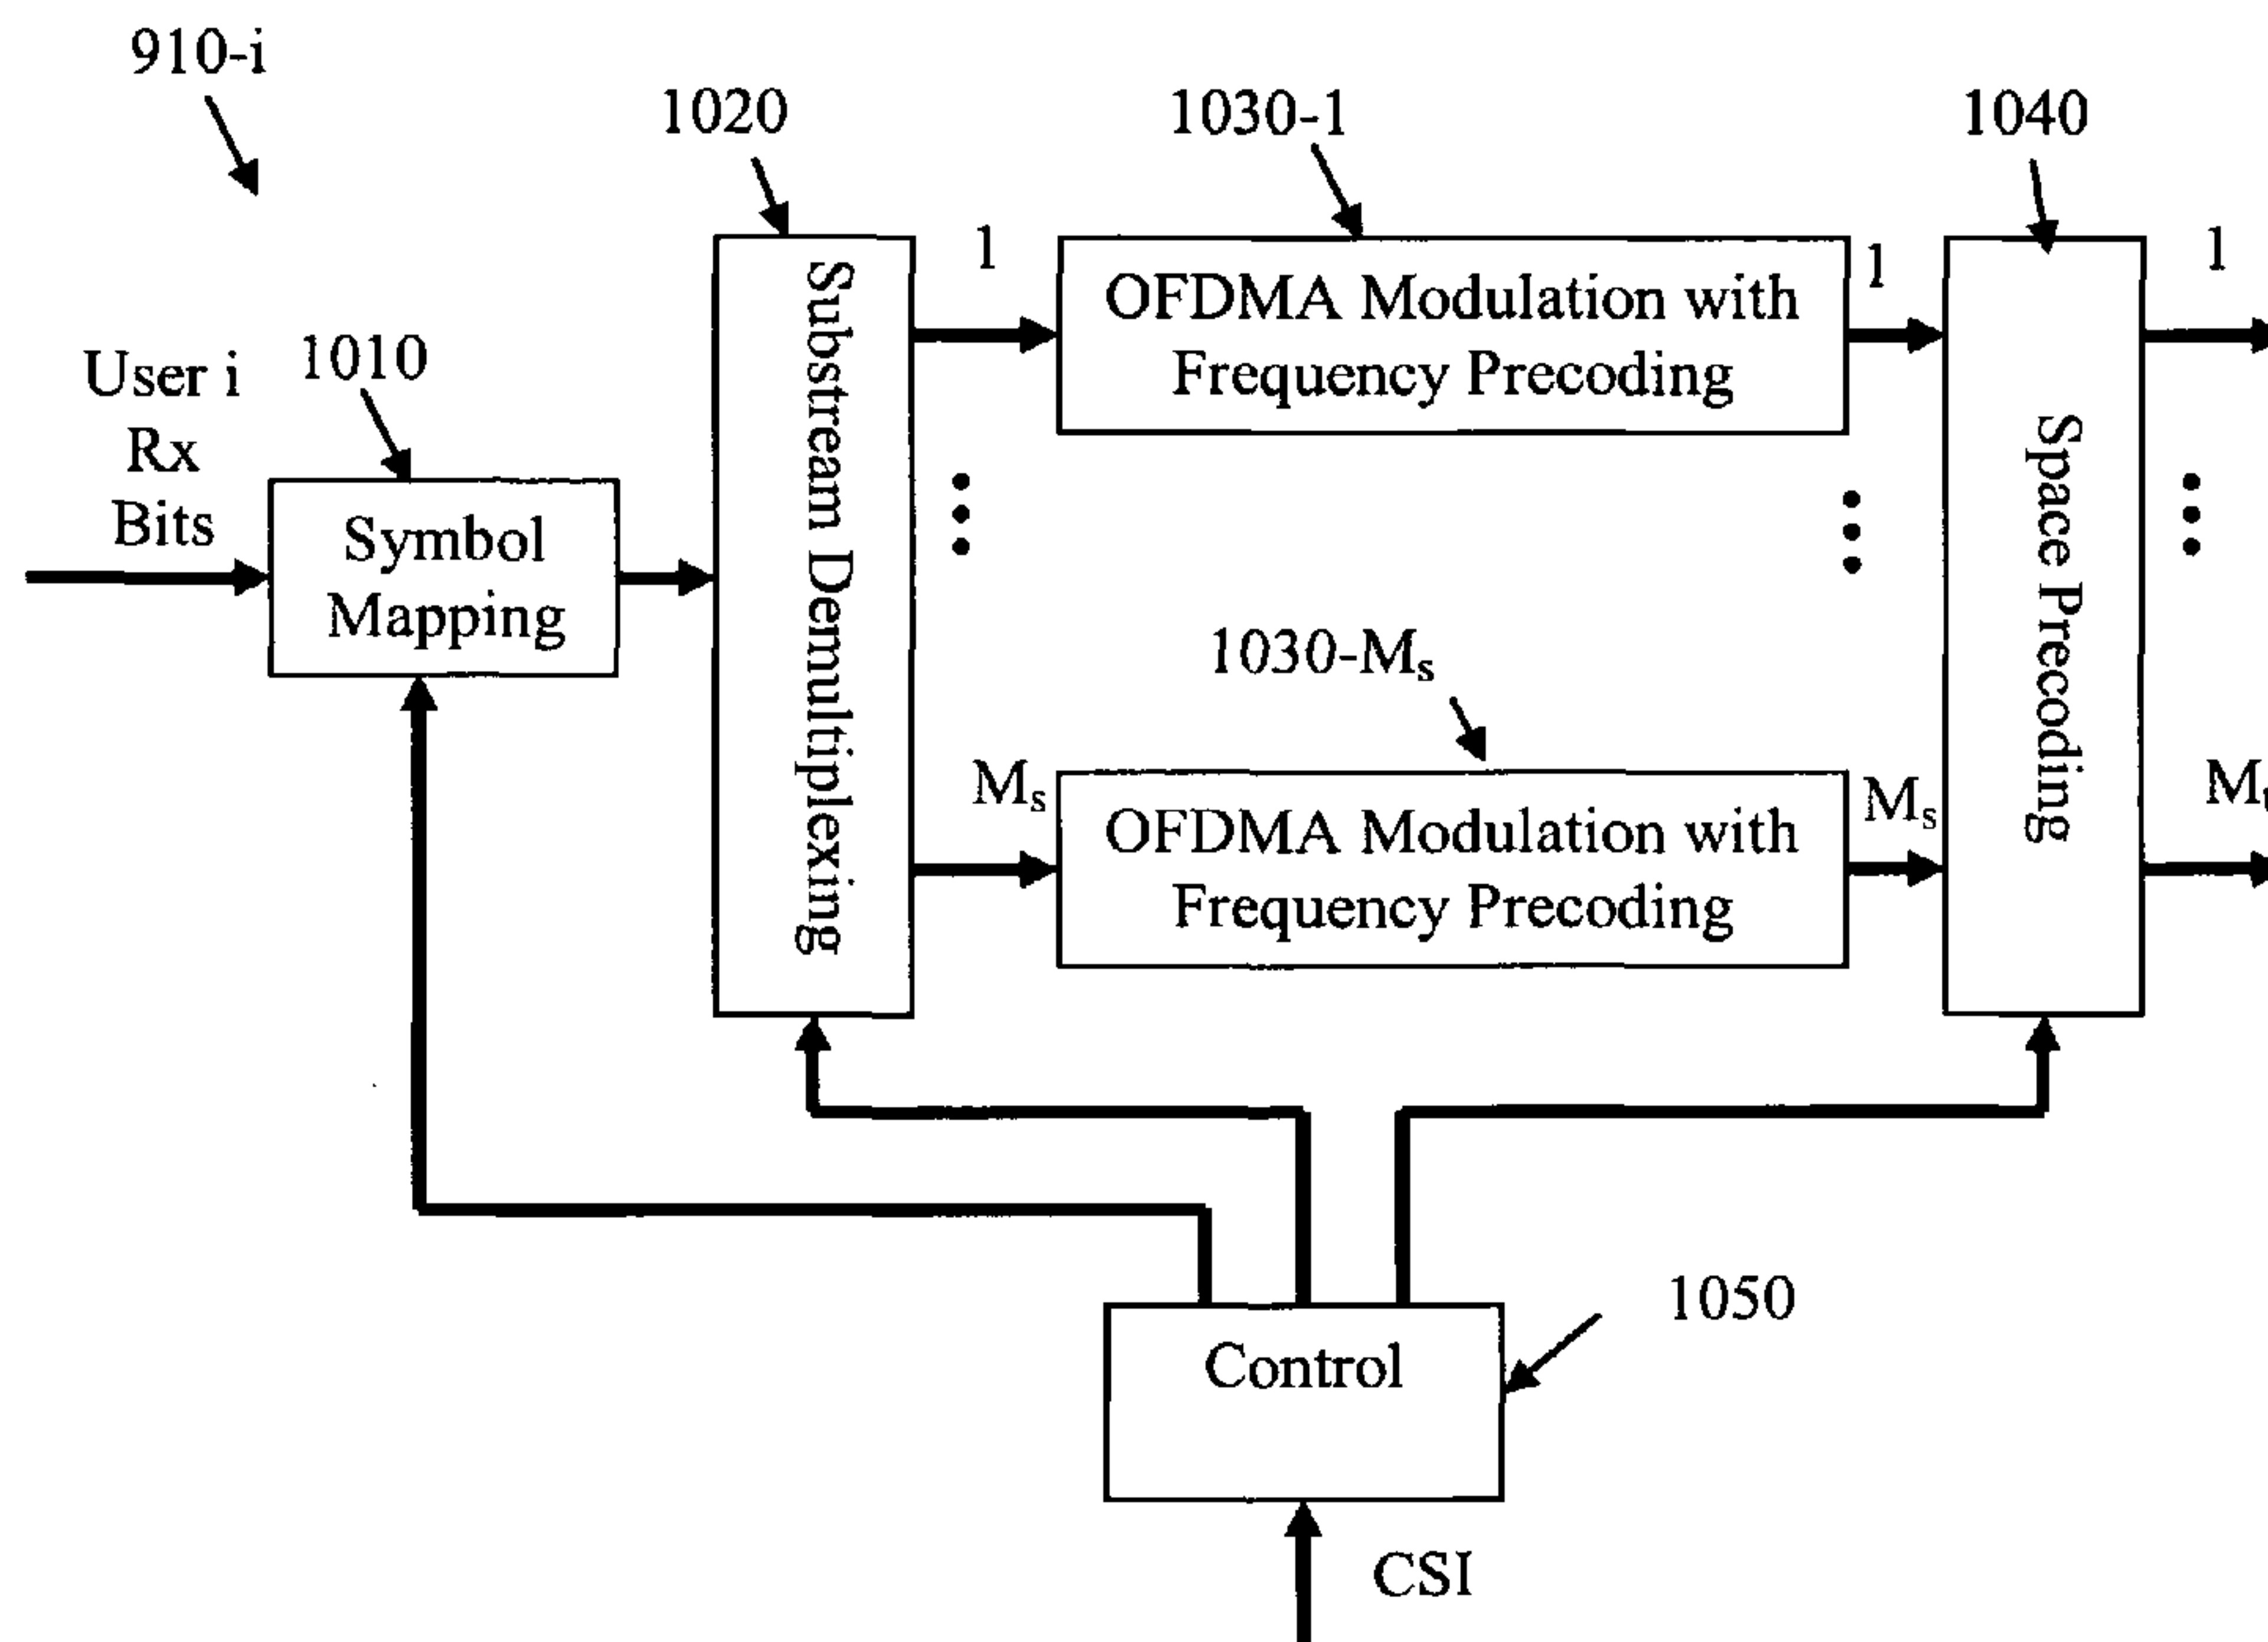 910-i
1020
1030-1
1040
User i
Rx
Bits
1010
Symbol
Mapping
Substream Demultiplexing
1
OFDMA Modulation with
Frequency Precoding
1
Space Precoding
1
1030-Mₛ
Mₛ
OFDMA Modulation with
Frequency Precoding
Mₛ
1050
Control
CSI